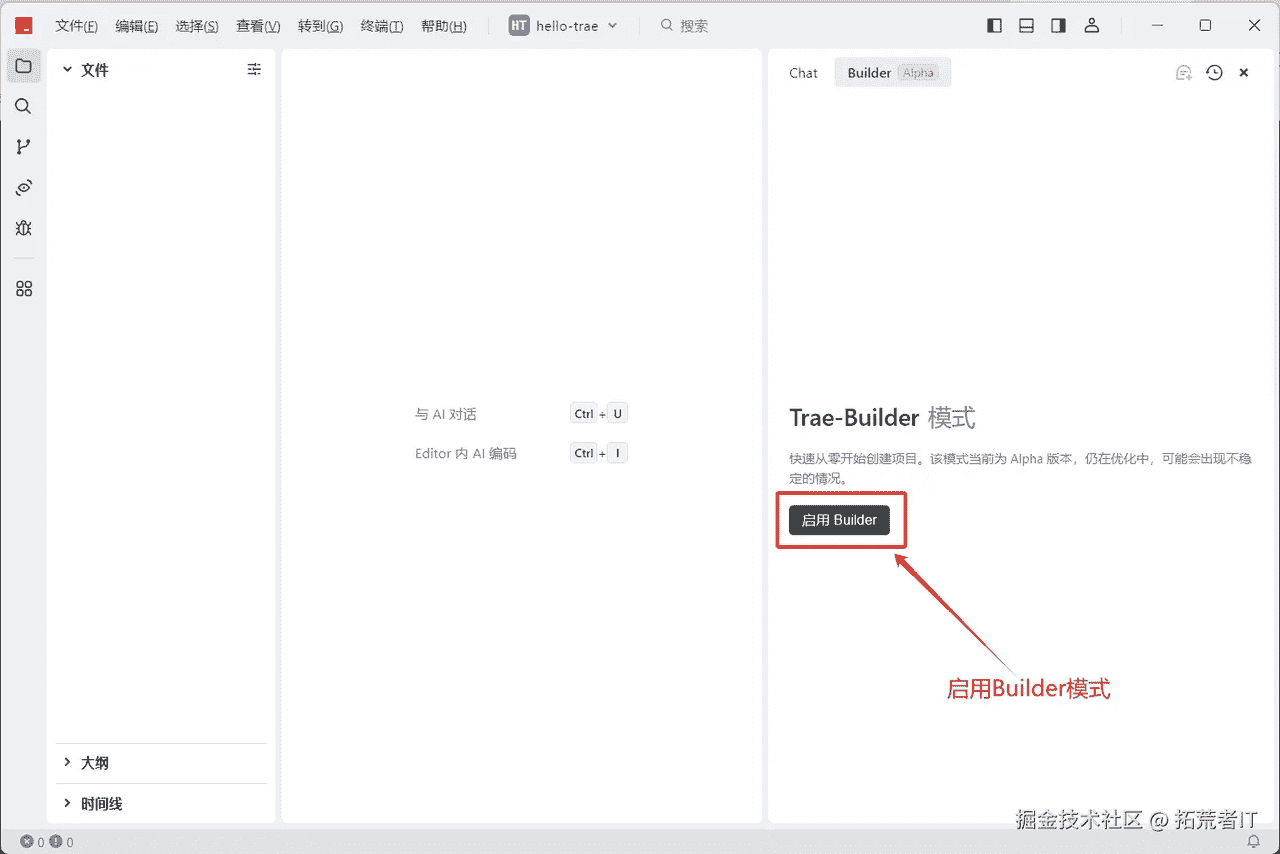 文件(F) 编辑(E) 选择(S) 查看(V) 转到(G) 终端(T) 帮助(H) HT hello-trae 搜索
文件
Chat Builder Alpha
与 AI 对话 Ctrl + U
Editor 内 AI 编码 Ctrl + I
Trae-Builder 模式
快速从零开始创建项目。该模式当前为 Alpha 版本，仍在优化中，可能会出现不稳
定的情况。
启用 Builder
启用Builder模式
大纲
时间线
掘金技术社区 @ 拓荒者IT
0 0